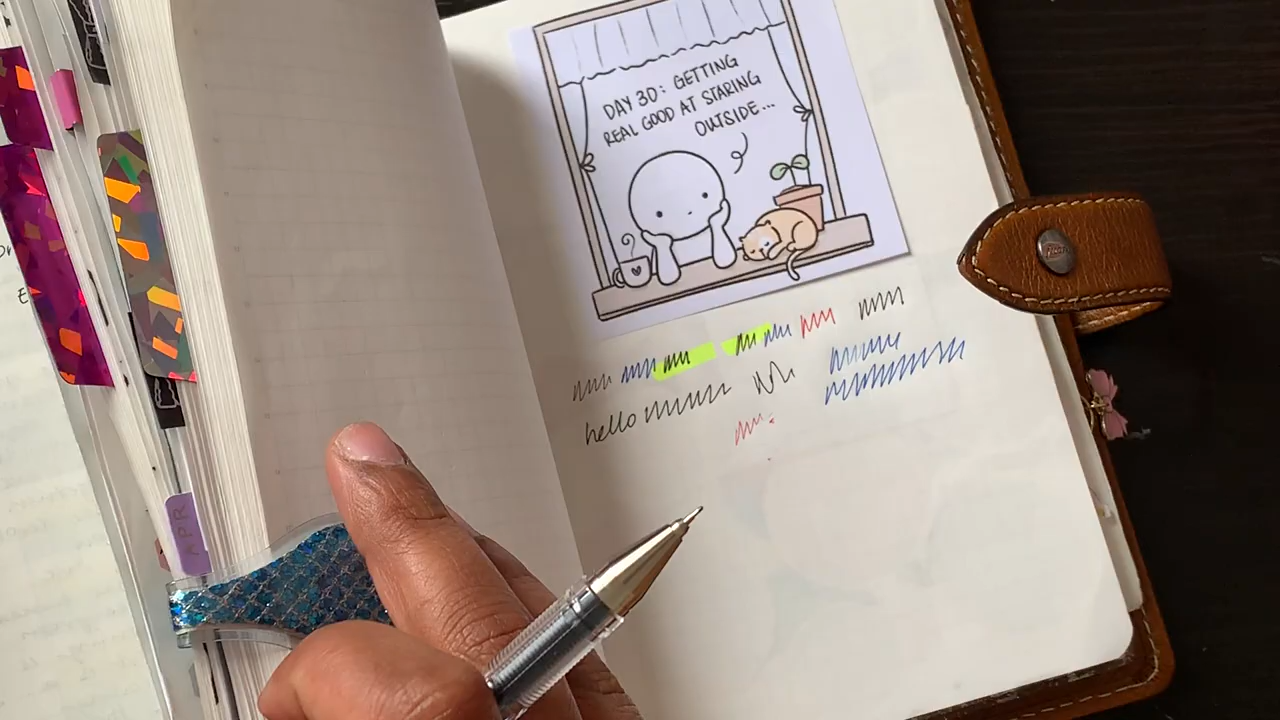 DAY 30: GETTING
REAL GOOD AT STARING
OUTSIDE...
hello
APR